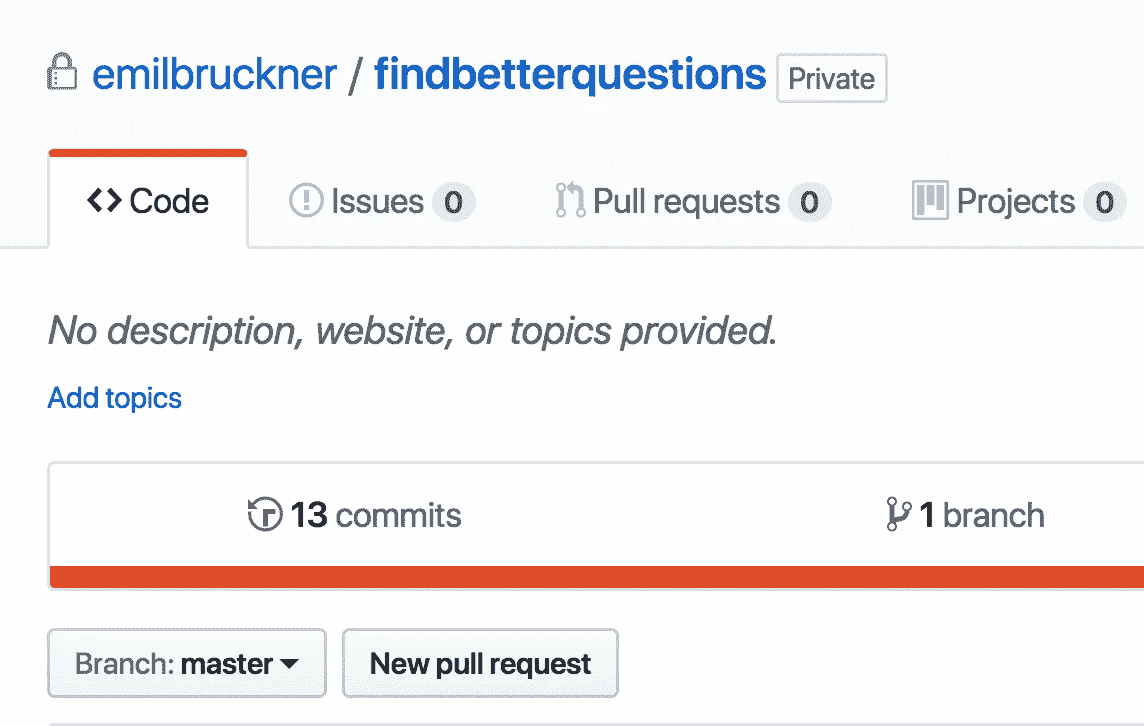 emilbruckner / findbetterquestions Private
Code Issues 0 Pull requests 0 Projects 0
No description, website, or topics provided.
Add topics
13 commits 1 branch
Branch: master New pull request